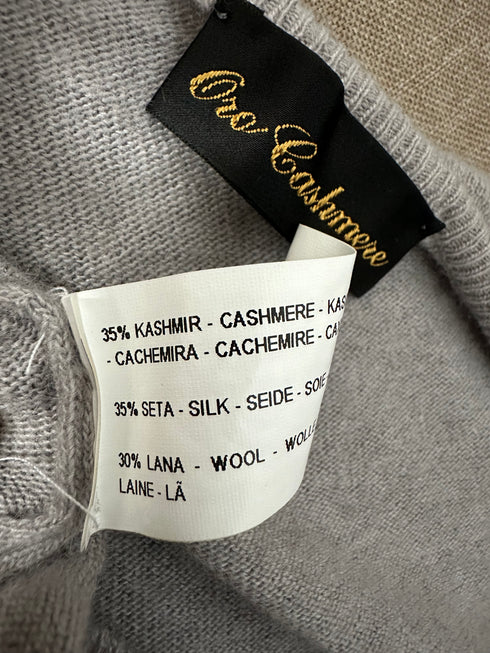 Oro Cashmere
35% KASHMIR - CASHMERE -
- CACHEMIRA - CACHEMIRE -
35% SETA - SILK - SEIDE - SOIE
30% LANA - WOOL -
LAINE - LÃ